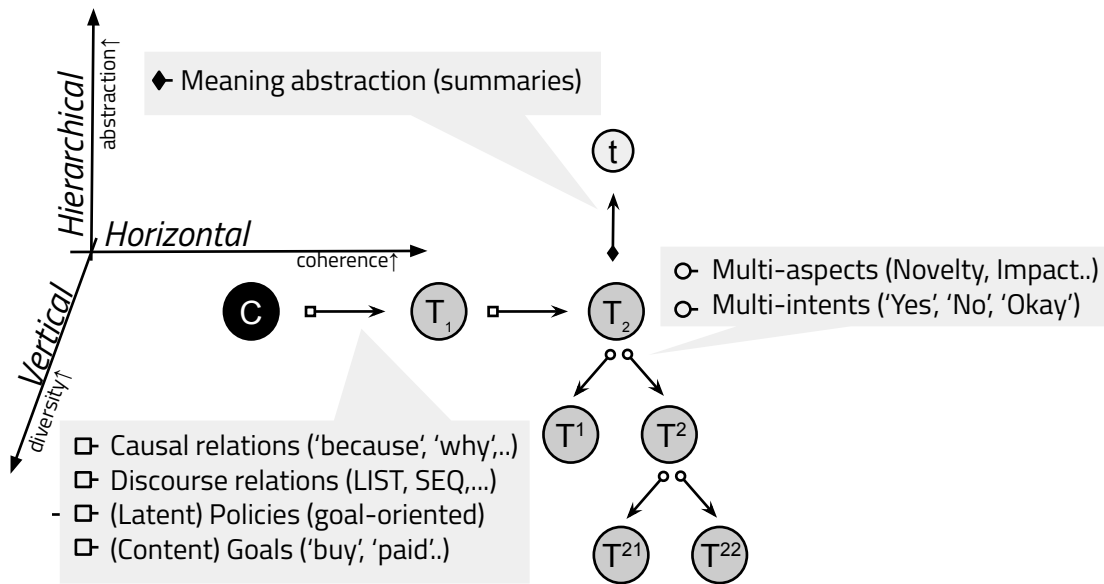 Hierarchical
abstraction↑
Meaning abstraction (summaries)
t
Horizontal
coherence↑
Vertical
diversity↑
C
T₁
T₂
Multi-aspects (Novelty, Impact..)
Multi-intents (‘Yes’, ‘No’, ‘Okay’)
T¹
T²
Causal relations (‘because’, ‘why’,..)
Discourse relations (LIST, SEQ,...)
(Latent) Policies (goal-oriented)
(Content) Goals (‘buy’, ‘paid’..)
T²¹
T²²